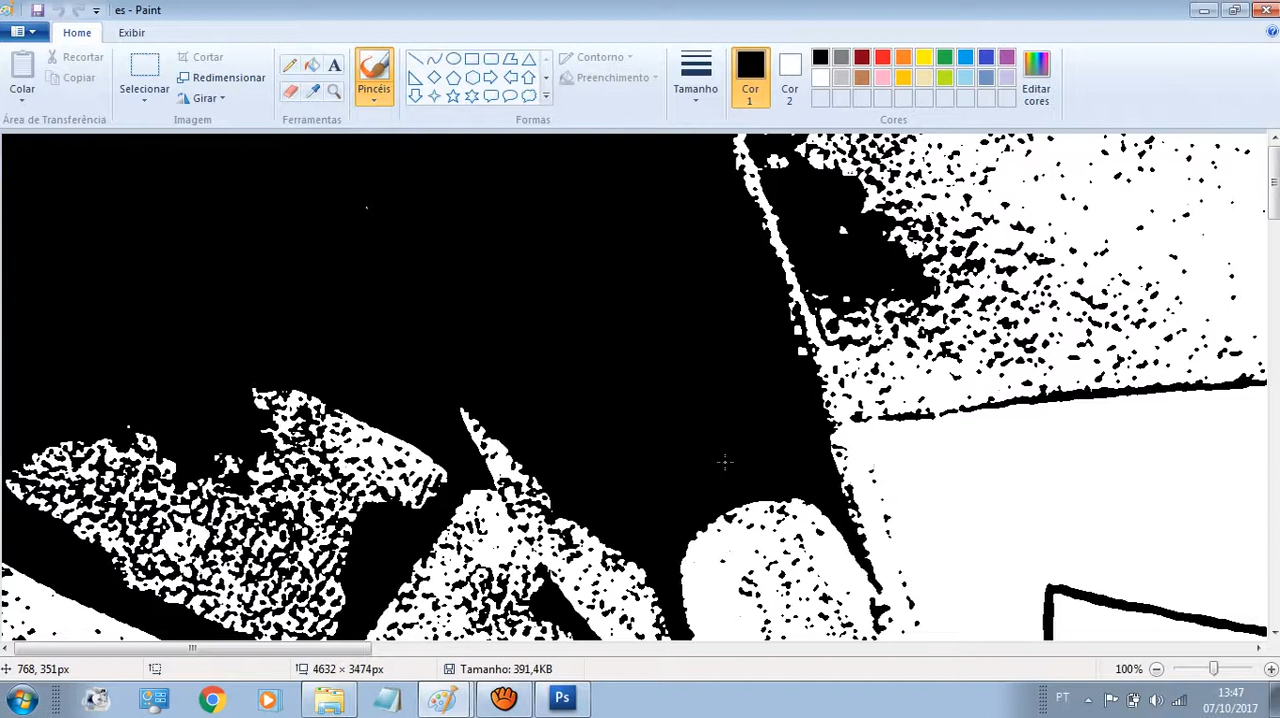 es - Paint
Home Exibir
Colar
Recortar
Copiar
Área de Transferência
Selecionar
Cortar
Redimensionar
Girar
Imagem
A
Ferramentas
Pincéis
Contorno
Preenchimento
Formas
Tamanho
Cor
1
Cor
2
Editar
cores
Cores
768, 351px
4632 × 3474px
Tamanho: 391,4KB
100%
Ps
PT
13:47
07/10/2017